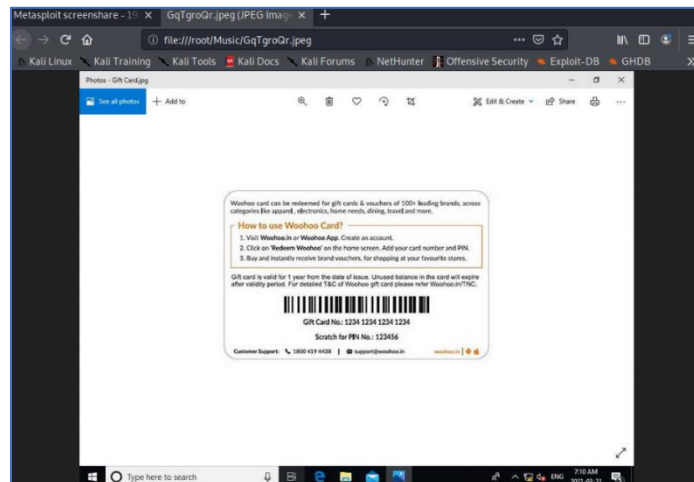 Metasploit screenshare - 19
GqTgroQr.jpeg (JPEG Image
file:///root/Music/GqTgroQr.jpeg
Kali Linux Kali Training Kali Tools Kali Docs Kali Forums NetHunter Offensive Security Exploit-DB GHDB
Photos - Gift Card.jpg
See all photos + Add to Edit & Create Share
Woohoo card can be redeemed for gift cards & vouchers of 100+ leading brands, across
categories like apparel, electronics, home needs, dining, travel and more.
How to use Woohoo Card?
1. Visit Woohoo.in or Woohoo App. Create an account.
2. Click on 'Redeem Woohoo' on the home screen. Add your card number and PIN.
3. Buy and instantly receive brand vouchers, for shopping at your favourite stores.
Gift card is valid for 1 year from the date of issue. Unused balance in the card will expire
after validity period. For detailed T&C of Woohoo gift card please refer Woohoo.in/TNC.
Gift Card No.: 1234 1234 1234 1234
Scratch for PIN No.: 123456
Customer Support: 1800 419 4438 | support@woohoo.in woohoo.in |
Type here to search ENG 7:10 AM